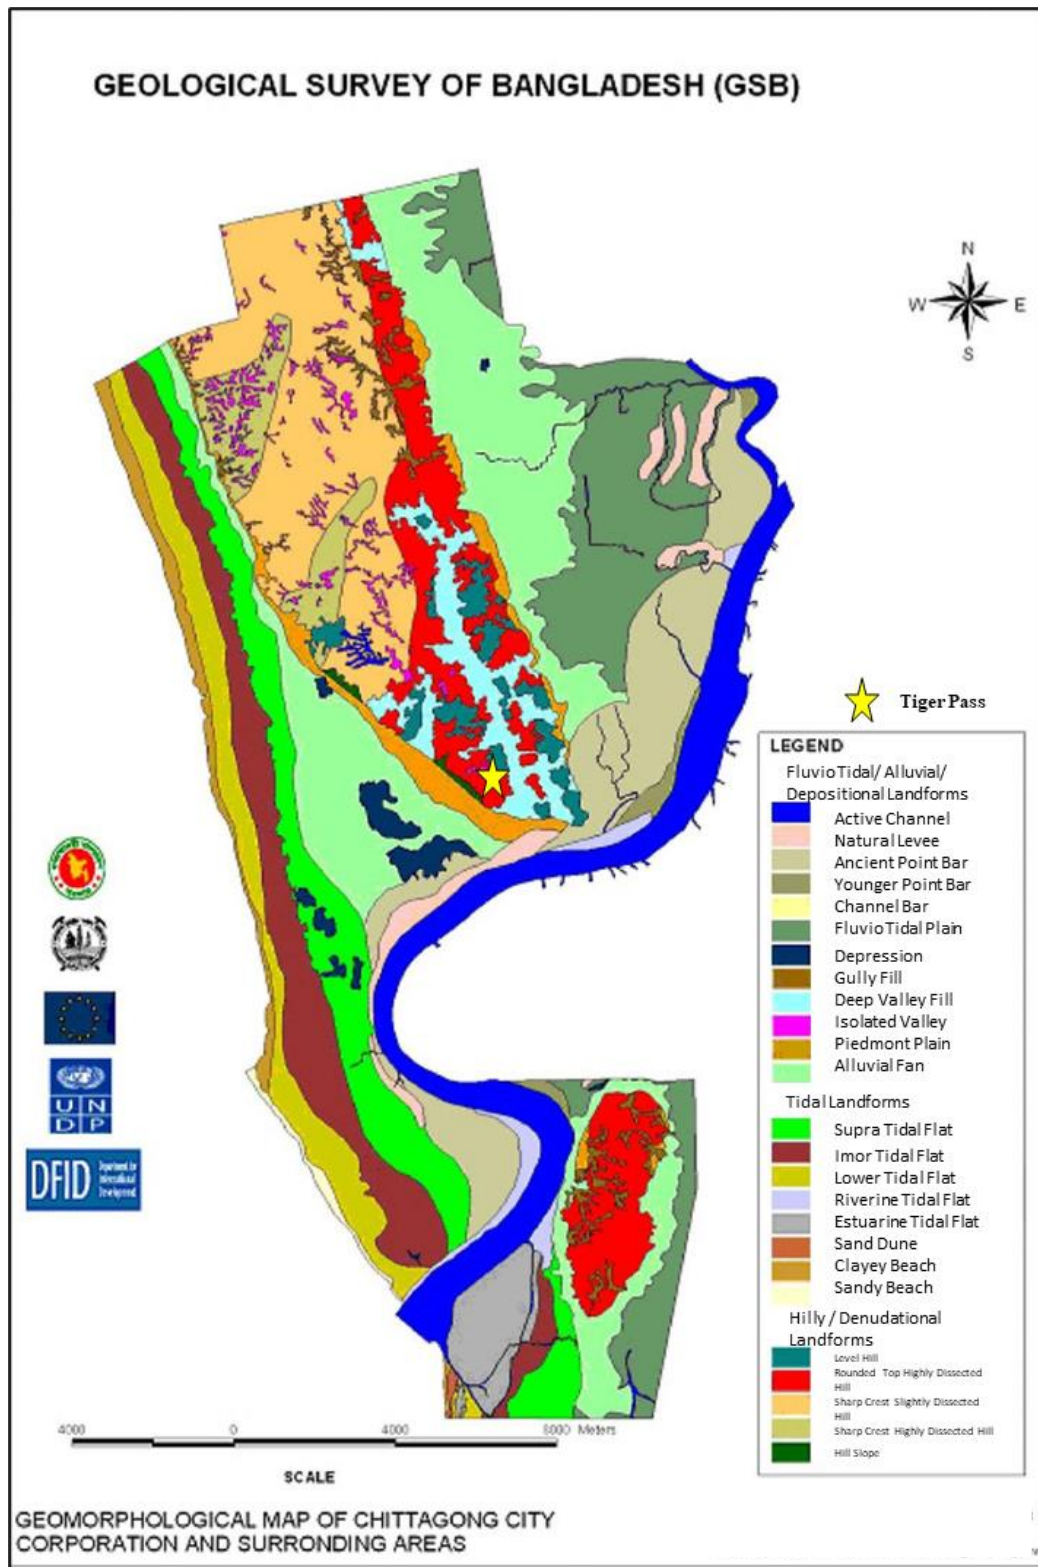 GEOLOGICAL SURVEY OF BANGLADESH (GSB)
N
W
E
S
Tiger Pass
LEGEND
Fluvio Tidal/ Alluvial/
Depositional Landforms
Active Channel
Natural Levee
Ancient Point Bar
Younger Point Bar
Channel Bar
Fluvio Tidal Plain
Depression
Gully Fill
Deep Valley Fill
Isolated Valley
Piedmont Plain
Alluvial Fan
Tidal Landforms
Supra Tidal Flat
Imor Tidal Flat
Lower Tidal Flat
Riverine Tidal Flat
Estuarine Tidal Flat
Sand Dune
Clayey Beach
Sandy Beach
Hilly / Denudational
Landforms
Level Hill
Rounded Top Highly Dissected
Hill
Sharp Crest Slightly Dissected
Hill
Sharp Crest Highly Dissected Hill
Hill Slope
U N
D P
DFID
Department for
International
Development
4000 0 4000 8000 Meters
SCALE
GEOMORPHOLOGICAL MAP OF CHITTAGONG CITY
CORPORATION AND SURRONDING AREAS